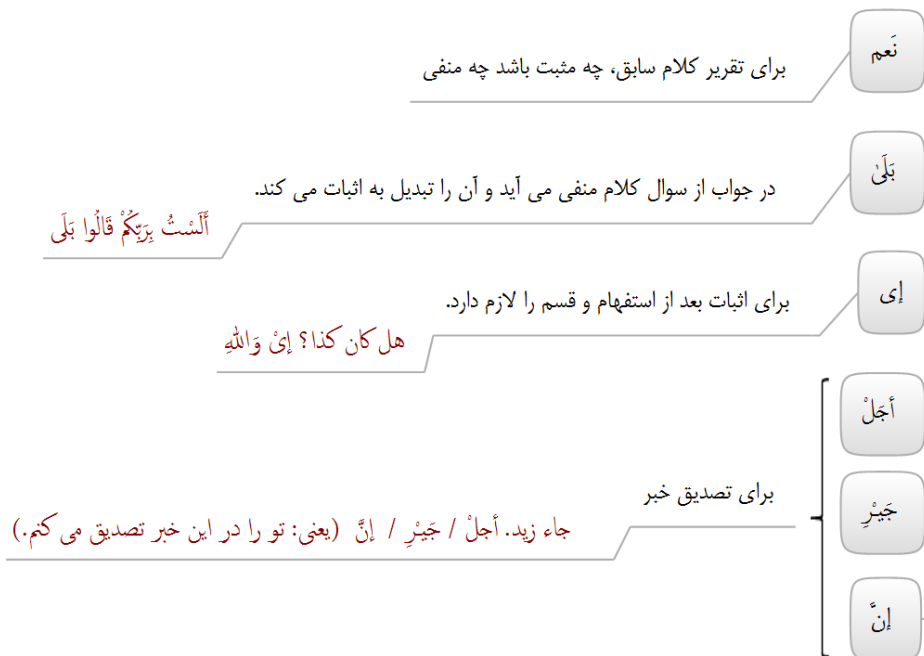 نَعم
برای تقریر کلام سابق، چه مثبت باشد چه منفی
بَلَیٰ
در جواب از سوال کلام منفی می آید و آن را تبدیل به اثبات می کند.
أَلَسْتُ بِرَبِّكُمْ قَالُوا بَلَى
إی
برای اثبات بعد از استفهام و قسم را لازم دارد.
هل کان کذا؟ إیْ وَاللهِ
أجَلْ
جَیْرِ
إنَّ
برای تصدیق خبر
جاء زید. أجلْ / جَیْرِ / إنَّ (یعنی: تو را در این خبر تصدیق می کنم.)